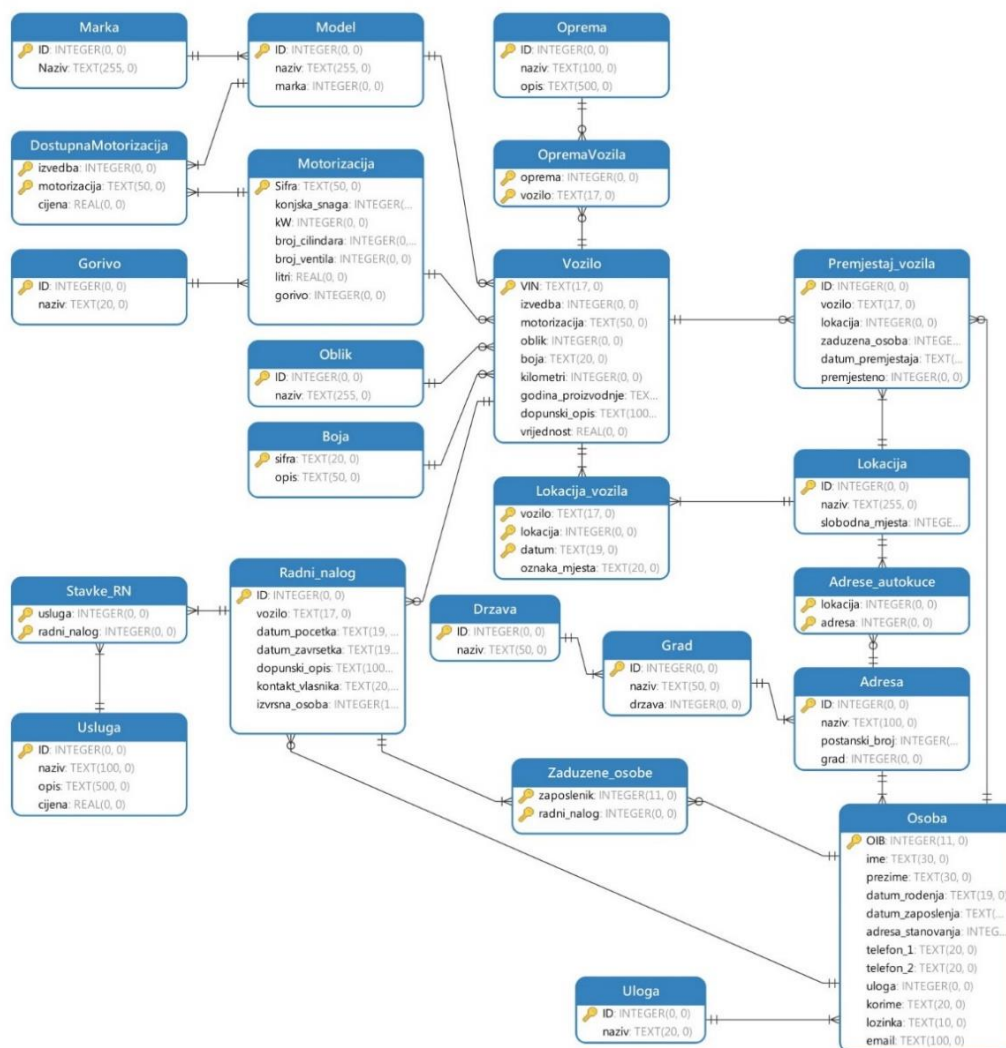 Marka
ID: INTEGER(0, 0)
Naziv: TEXT(255, 0)
Model
ID: INTEGER(0, 0)
naziv: TEXT(255, 0)
marka: INTEGER(0, 0)
Oprema
ID: INTEGER(0, 0)
naziv: TEXT(100, 0)
opis: TEXT(500, 0)
DostupnaMotorizacija
izvedba: INTEGER(0, 0)
motorizacija: TEXT(50, 0)
cijena: REAL(0, 0)
Motorizacija
Sifra: TEXT(50, 0)
konjska_snaga: INTEGER(...
kW: INTEGER(0, 0)
broj_cilindara: INTEGER(0,...
broj_ventila: INTEGER(0, 0)
litri: REAL(0, 0)
gorivo: INTEGER(0, 0)
OpremaVozila
oprema: INTEGER(0, 0)
vozilo: TEXT(17, 0)
Gorivo
ID: INTEGER(0, 0)
naziv: TEXT(20, 0)
Vozilo
VIN: TEXT(17, 0)
izvedba: INTEGER(0, 0)
motorizacija: TEXT(50, 0)
oblik: INTEGER(0, 0)
boja: TEXT(20, 0)
kilometri: INTEGER(0, 0)
godina_proizvodnje: TEX...
dopunski_opis: TEXT(100...
vrijednost: REAL(0, 0)
Premjestaj_vozila
ID: INTEGER(0, 0)
vozilo: TEXT(17, 0)
lokacija: INTEGER(0, 0)
zaduzena_osoba: INTEGE...
datum_premjestaja: TEXT(...
premjesteno: INTEGER(0, 0)
Oblik
ID: INTEGER(0, 0)
naziv: TEXT(255, 0)
Boja
sifra: TEXT(20, 0)
opis: TEXT(50, 0)
Lokacija_vozila
vozilo: TEXT(17, 0)
lokacija: INTEGER(0, 0)
datum: TEXT(19, 0)
oznaka_mjesta: TEXT(20, 0)
Lokacija
ID: INTEGER(0, 0)
naziv: TEXT(255, 0)
slobodna_mjesta: INTEGE...
Stavke_RN
usluga: INTEGER(0, 0)
radni_nalog: INTEGER(0, 0)
Radni_nalog
ID: INTEGER(0, 0)
vozilo: TEXT(17, 0)
datum_pocetka: TEXT(19, ...
datum_zavrsetka: TEXT(19...
dopunski_opis: TEXT(100...
kontakt_vlasnika: TEXT(20,...
izvrsna_osoba: INTEGER(1...
Drzava
ID: INTEGER(0, 0)
naziv: TEXT(50, 0)
Grad
ID: INTEGER(0, 0)
naziv: TEXT(50, 0)
drzava: INTEGER(0, 0)
Adrese_autokuce
lokacija: INTEGER(0, 0)
adresa: INTEGER(0, 0)
Adresa
ID: INTEGER(0, 0)
naziv: TEXT(100, 0)
postanski_broj: INTEGER(...
grad: INTEGER(0, 0)
Usluga
ID: INTEGER(0, 0)
naziv: TEXT(100, 0)
opis: TEXT(500, 0)
cijena: REAL(0, 0)
Zaduzene_osobe
zaposlenik: INTEGER(11, 0)
radni_nalog: INTEGER(0, 0)
Osoba
OIB: INTEGER(11, 0)
ime: TEXT(30, 0)
prezime: TEXT(30, 0)
datum_rodenja: TEXT(19, 0)
datum_zaposlenja: TEXT(...
adresa_stanovanja: INTEG...
telefon_1: TEXT(20, 0)
telefon_2: TEXT(20, 0)
uloga: INTEGER(0, 0)
korime: TEXT(20, 0)
lozinka: TEXT(10, 0)
email: TEXT(100, 0)
Uloga
ID: INTEGER(0, 0)
naziv: TEXT(20, 0)